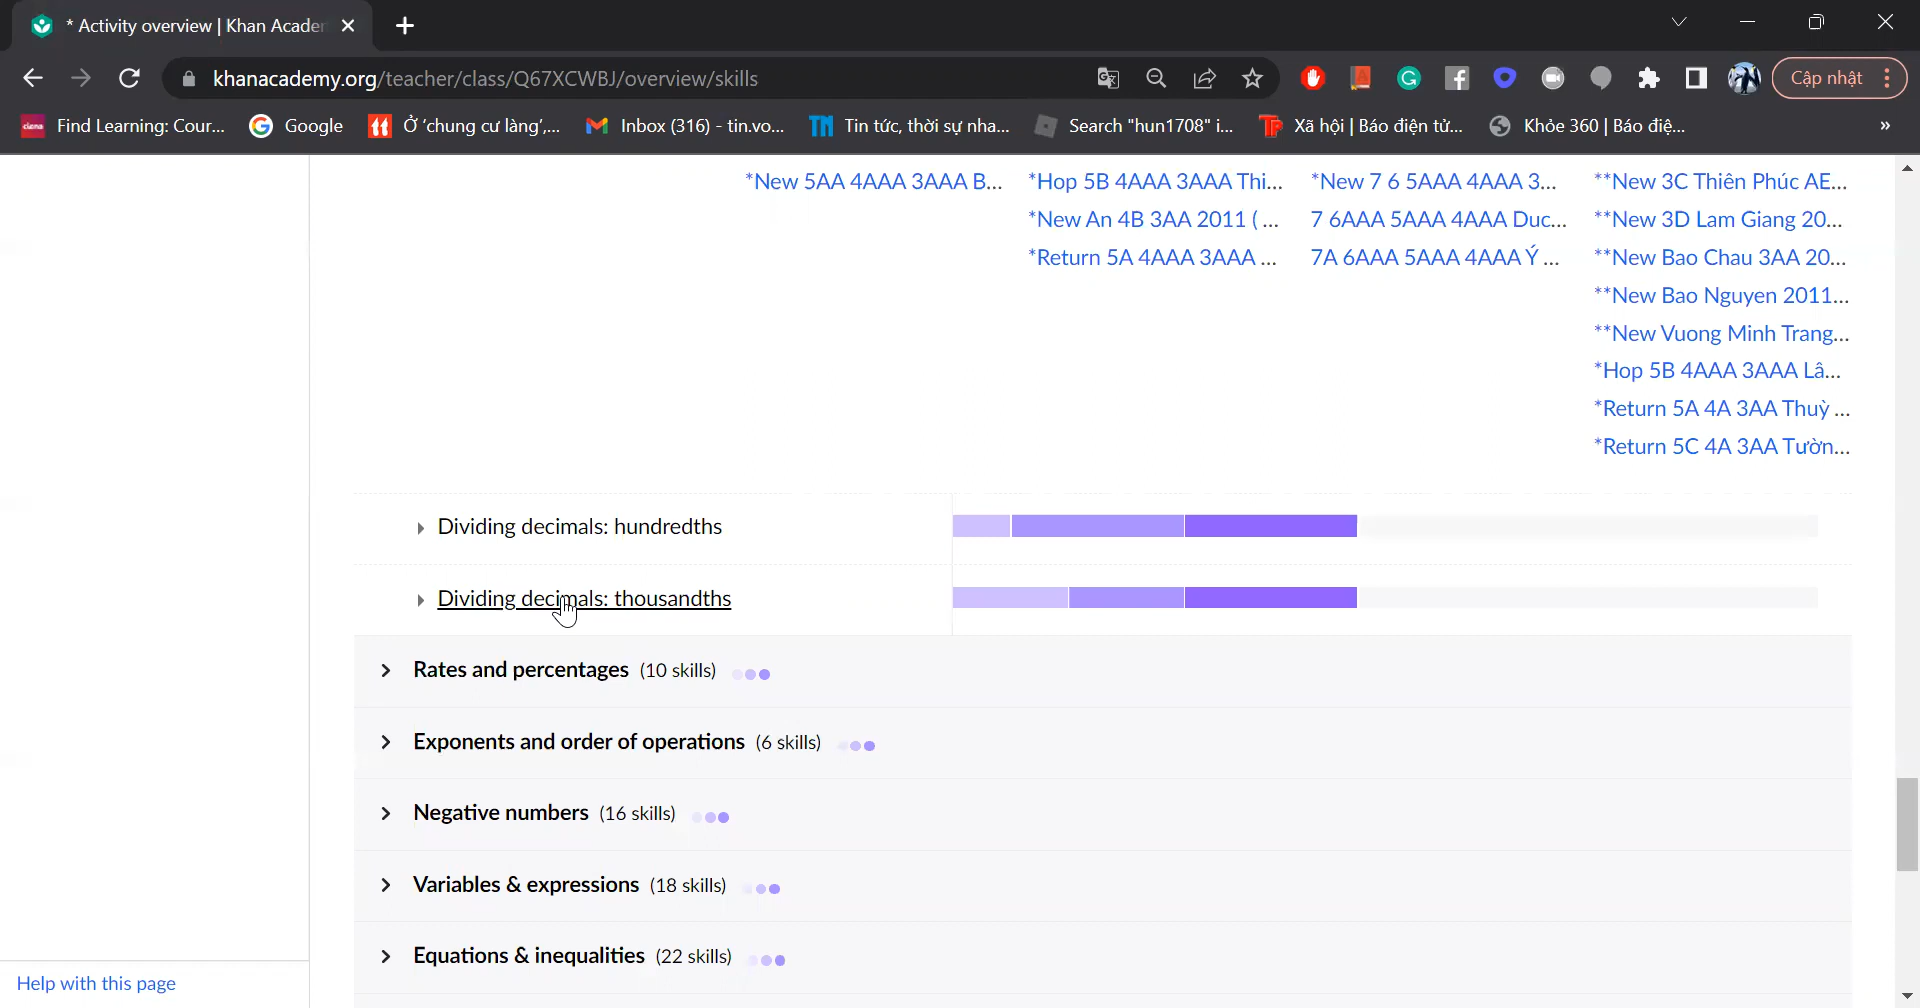 * Activity overview | Khan Acade
khanacademy.org/teacher/class/Q67XCWBJ/overview/skills
Cập nhật
Find Learning: Cour...
Google
Ở 'chung cư làng',...
Inbox (316) - tin.vo...
Tin tức, thời sự nha...
Search "hun1708" i...
Xã hội | Báo điện tử...
Khỏe 360 | Báo điệ...
»
*New 5AA 4AAA 3AAA B...
*Hop 5B 4AAA 3AAA Thi...
*New 7 6 5AAA 4AAA 3...
**New 3C Thiên Phúc AE...
*New An 4B 3AA 2011 ( ...
7 6AAA 5AAA 4AAA Duc...
**New 3D Lam Giang 20...
*Return 5A 4AAA 3AAA ...
7A 6AAA 5AAA 4AAA Ý ...
**New Bao Chau 3AA 20...
**New Bao Nguyen 2011...
**New Vuong Minh Trang...
*Hop 5B 4AAA 3AAA Lâ...
*Return 5A 4A 3AA Thuỳ ...
*Return 5C 4A 3AA Tườn...
Dividing decimals: hundredths
Dividing decimals: thousandths
Rates and percentages (10 skills)
Exponents and order of operations (6 skills)
Negative numbers (16 skills)
Variables & expressions (18 skills)
Equations & inequalities (22 skills)
Help with this page